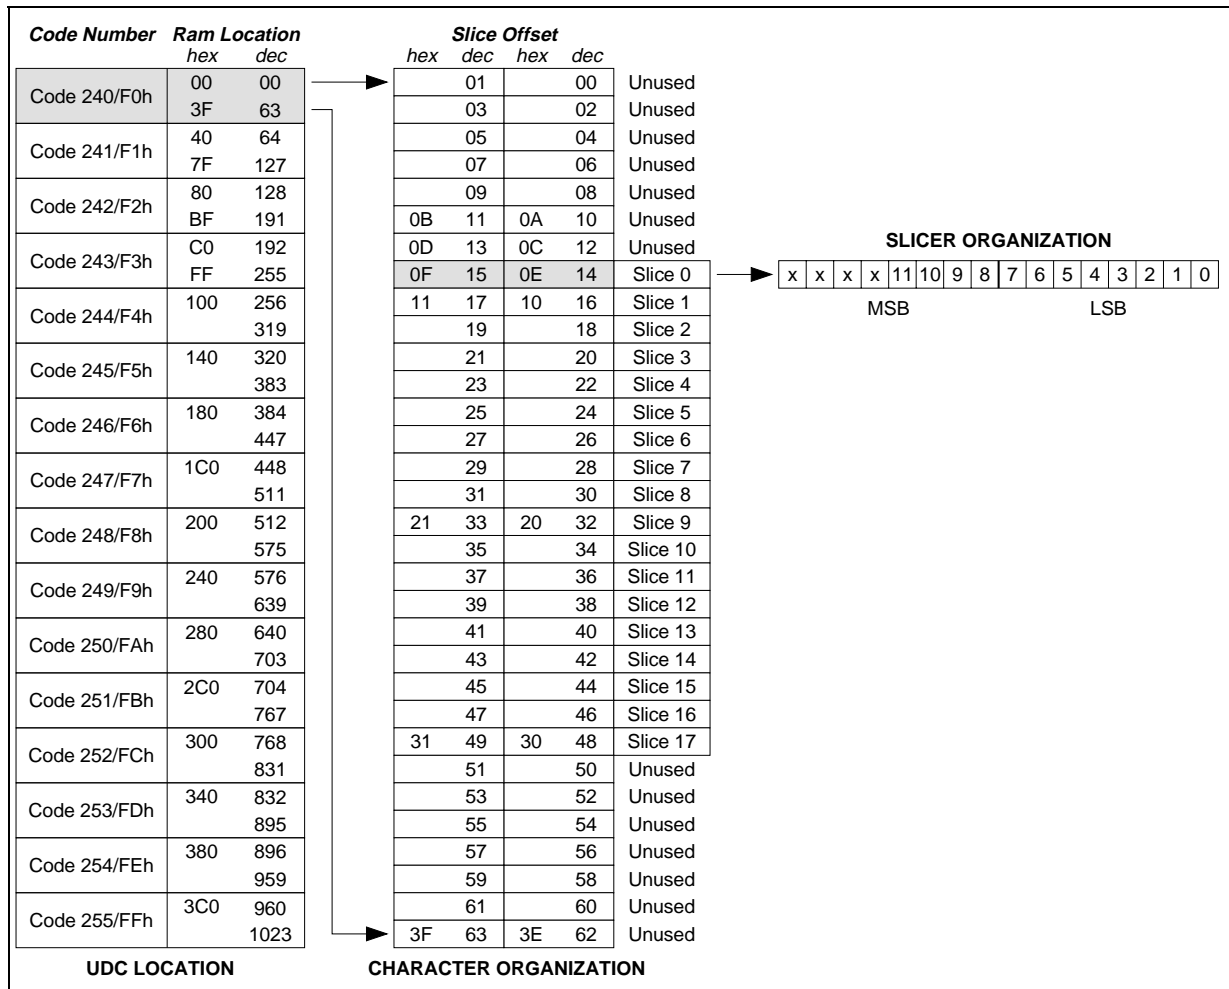 Code Number Ram Location
hex dec
Code 240/F0h 00 00
3F 63
Code 241/F1h 40 64
7F 127
Code 242/F2h 80 128
BF 191
Code 243/F3h C0 192
FF 255
Code 244/F4h 100 256
319
Code 245/F5h 140 320
383
Code 246/F6h 180 384
447
Code 247/F7h 1C0 448
511
Code 248/F8h 200 512
575
Code 249/F9h 240 576
639
Code 250/FAh 280 640
703
Code 251/FBh 2C0 704
767
Code 252/FCh 300 768
831
Code 253/FDh 340 832
895
Code 254/FEh 380 896
959
Code 255/FFh 3C0 960
1023
UDC LOCATION
Slice Offset
hex dec hex dec
01 00 Unused
03 02 Unused
05 04 Unused
07 06 Unused
09 08 Unused
0B 11 0A 10 Unused
0D 13 0C 12 Unused
0F 15 0E 14 Slice 0
11 17 10 16 Slice 1
19 18 Slice 2
21 20 Slice 3
23 22 Slice 4
25 24 Slice 5
27 26 Slice 6
29 28 Slice 7
31 30 Slice 8
21 33 20 32 Slice 9
35 34 Slice 10
37 36 Slice 11
39 38 Slice 12
41 40 Slice 13
43 42 Slice 14
45 44 Slice 15
47 46 Slice 16
31 49 30 48 Slice 17
51 50 Unused
53 52 Unused
55 54 Unused
57 56 Unused
59 58 Unused
61 60 Unused
3F 63 3E 62 Unused
CHARACTER ORGANIZATION
SLICER ORGANIZATION
x x x x 11 10 9 8 7 6 5 4 3 2 1 0
MSB LSB